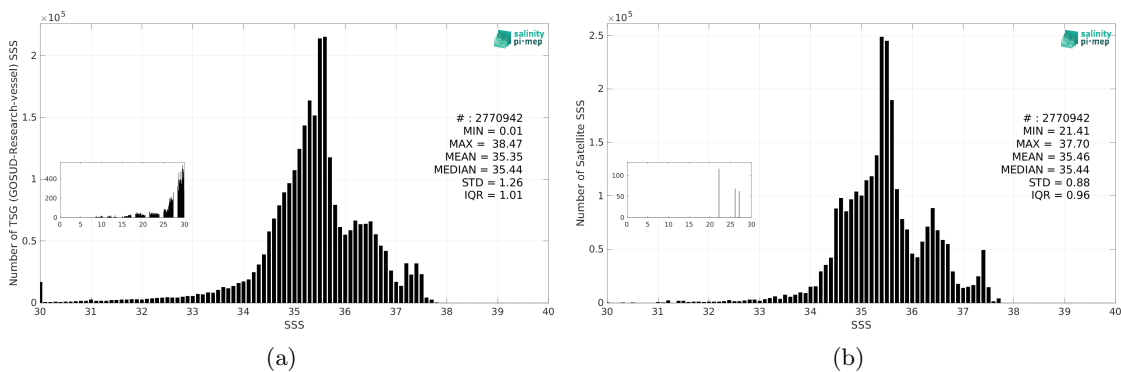 ×10⁵
2
1.5
1
0.5
0
Number of TSG (GOSUD-Research-vessel) SSS
30 31 32 33 34 35 36 37 38 39 40
SSS
salinity
pi-mep
# : 2770942
MIN = 0.01
MAX = 38.47
MEAN = 35.35
MEDIAN = 35.44
STD = 1.26
IQR = 1.01
400
200
0
0 5 10 15 20 25 30
(a)
×10⁵
2.5
2
1.5
1
0.5
0
Number of Satellite SSS
30 31 32 33 34 35 36 37 38 39 40
SSS
salinity
pi-mep
# : 2770942
MIN = 21.41
MAX = 37.70
MEAN = 35.46
MEDIAN = 35.44
STD = 0.88
IQR = 0.96
100
50
0
0 5 10 15 20 25 30
(b)